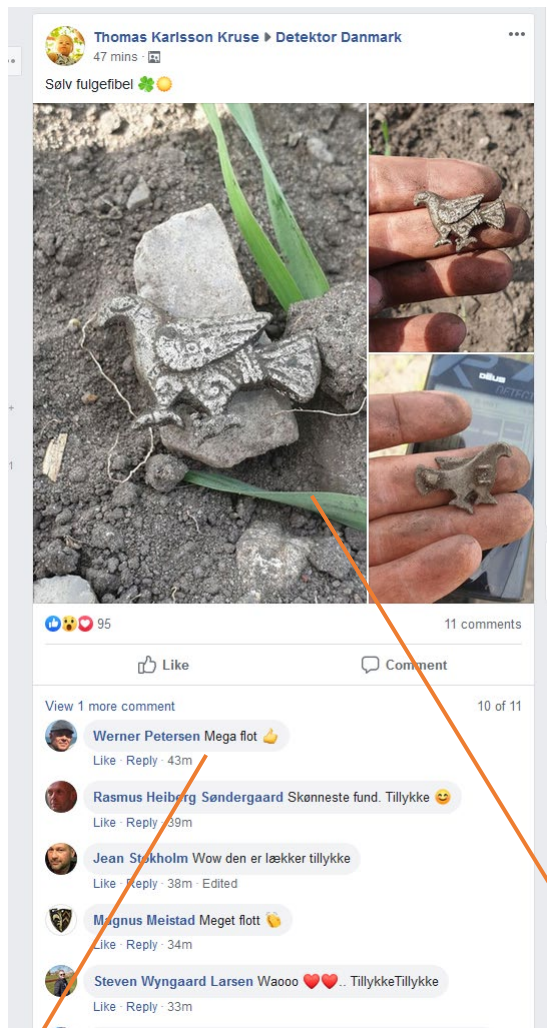 Thomas Karlsson Kruse ▸ Detektor Danmark
47 mins ·
Sølv fulgefibel 🍀🌞
DĒUS
95
11 comments
Like
Comment
View 1 more comment
10 of 11
Werner Petersen Mega flot 👍
Like · Reply · 43m
Rasmus Heiberg Søndergaard Skønneste fund. Tillykke 😊
Like · Reply · 39m
Jean Stokholm Wow den er lækker tillykke
Like · Reply · 38m · Edited
Magnus Meistad Meget flott 👏
Like · Reply · 34m
Steven Wyngaard Larsen Waooo ❤️❤️.. TillykkeTillykke
Like · Reply · 33m